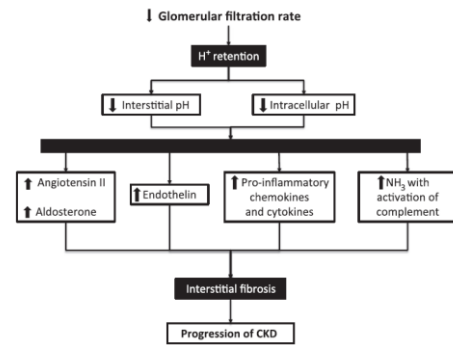 ⬇ Glomerular filtration rate
H⁺ retention
⬇ Interstitial pH
⬇ Intracellular pH
⬆ Angiotensin II
⬆ Aldosterone
⬆ Endothelin
⬆ Pro-inflammatory
chemokines
and cytokines
⬆ NH₃ with
activation of
complement
Interstitial fibrosis
Progression of CKD